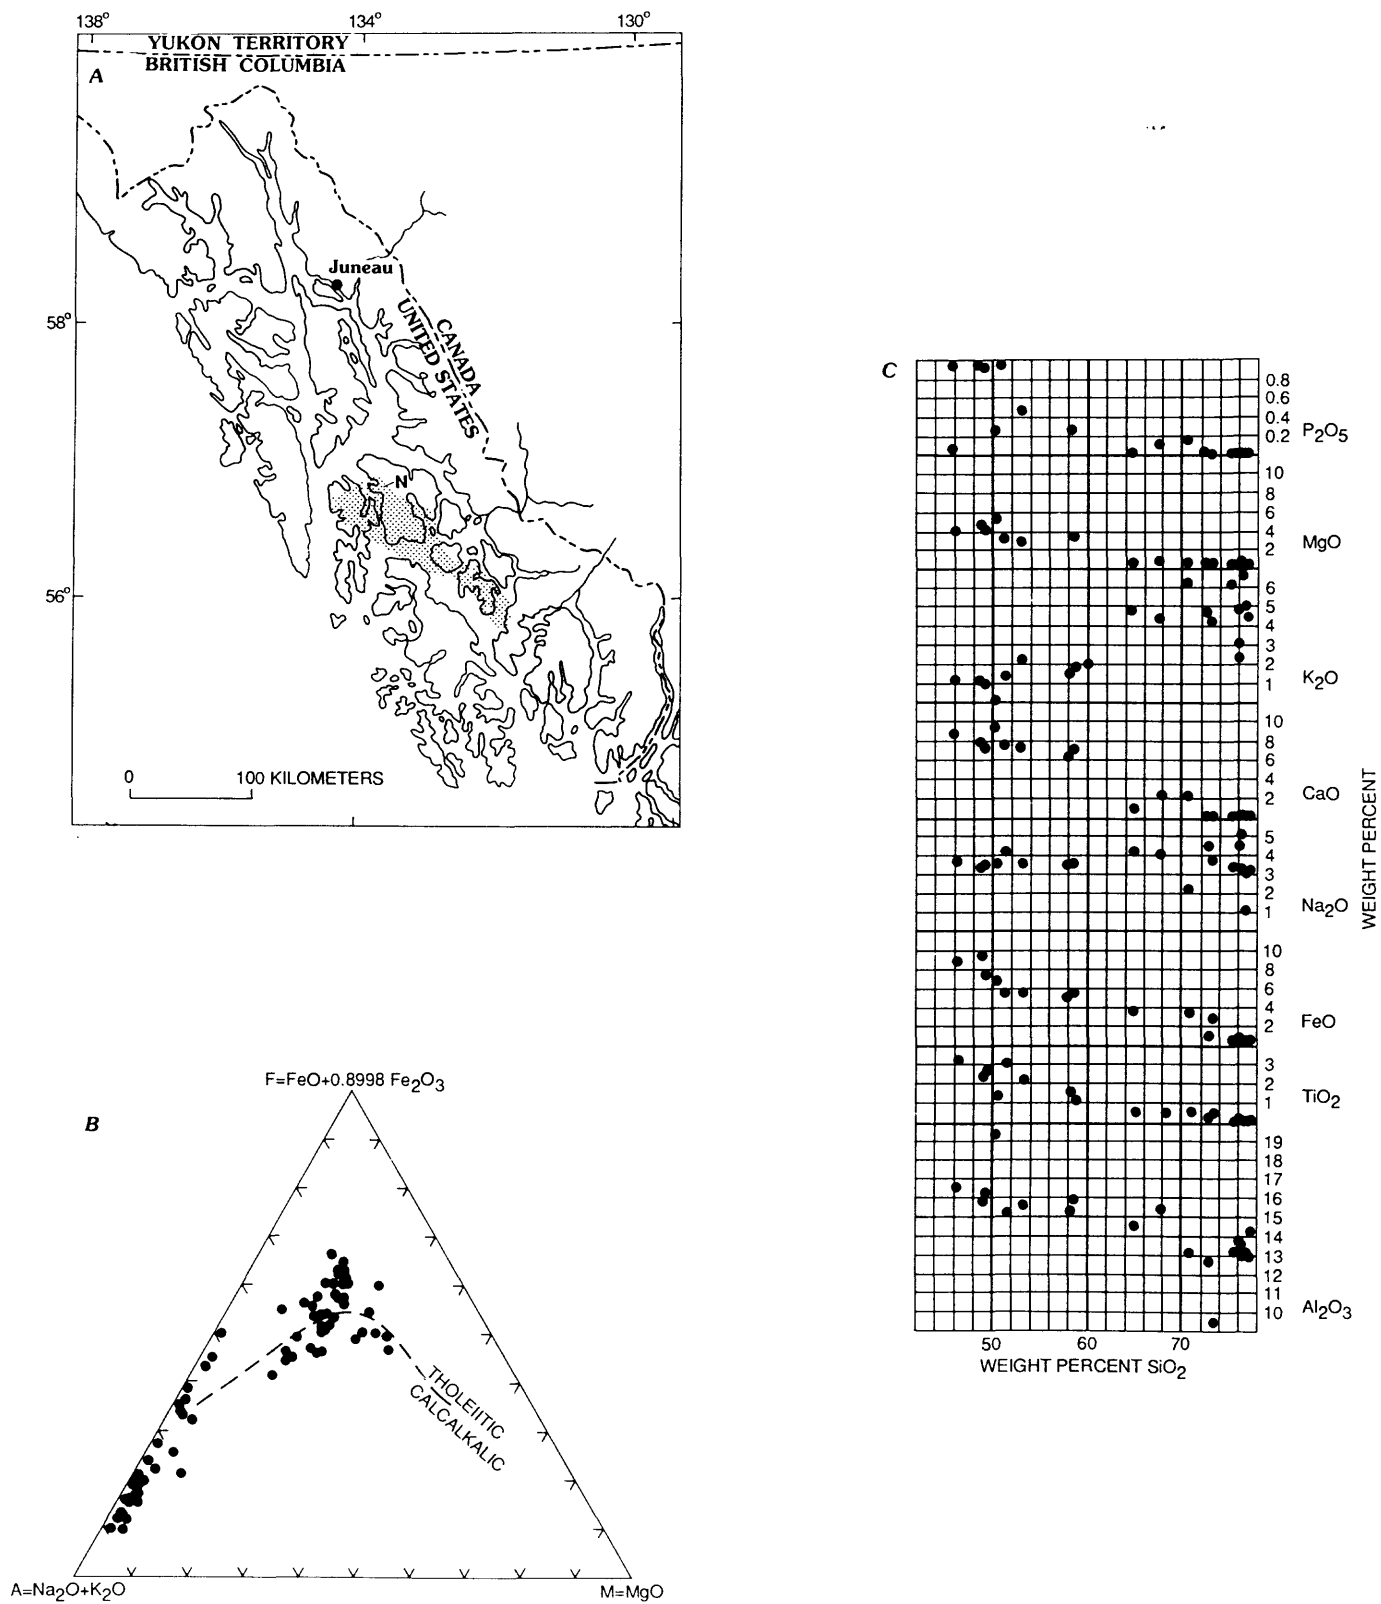 138°
134°
130°
YUKON TERRITORY
BRITISH COLUMBIA
A
Juneau
58°
CANADA
UNITED STATES
N
56°
0
100 KILOMETERS
B
F=FeO+0.8998 Fe₂O₃
THOLEIITIC
CALCALKALIC
A=Na₂O+K₂O
M=MgO
C
0.8
0.6
0.4
0.2
P₂O₅
10
8
6
4
2
MgO
6
5
4
3
2
1
K₂O
10
8
6
4
2
CaO
5
4
3
2
1
Na₂O
10
8
6
4
2
FeO
3
2
1
TiO₂
19
18
17
16
15
14
13
12
11
10
Al₂O₃
50
60
70
WEIGHT PERCENT SiO₂
WEIGHT PERCENT